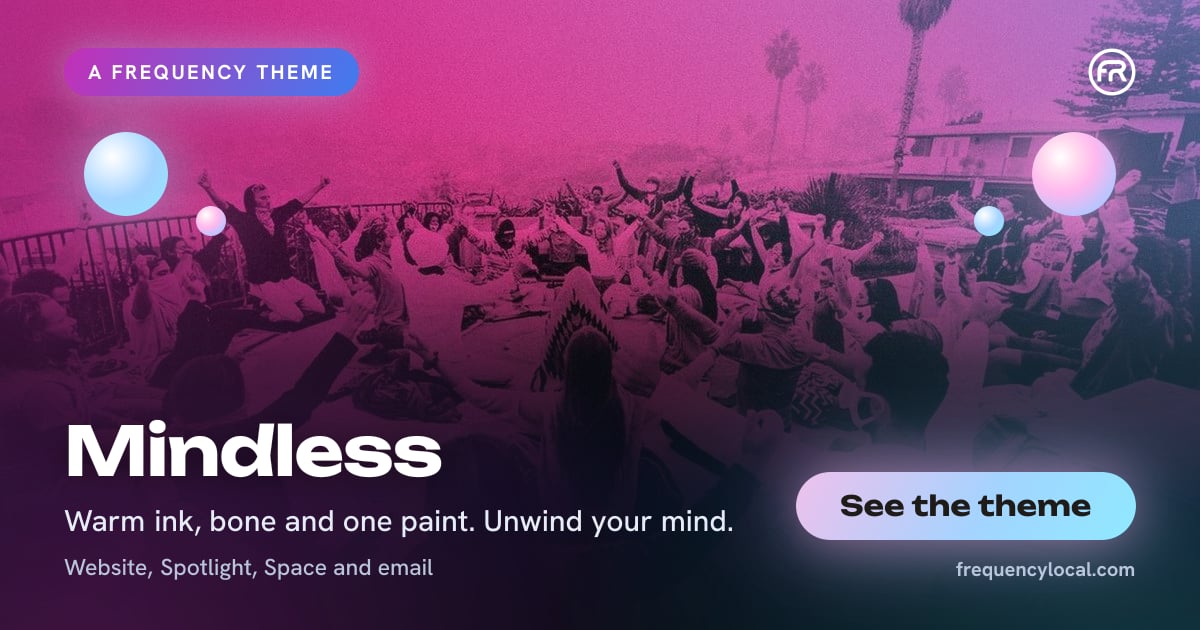 A FREQUENCY THEME
FR
Mindless
Warm ink, bone and one paint. Unwind your mind.
Website, Spotlight, Space and email
See the theme
frequencylocal.com